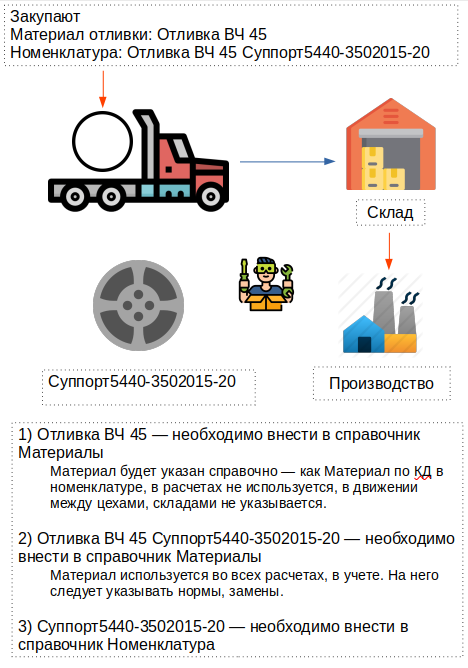 Закупают
Материал отливки: Отливка ВЧ 45
Номенклатура: Отливка ВЧ 45 Суппорт5440-3502015-20
Склад
Суппорт5440-3502015-20
Производство
1) Отливка ВЧ 45 — необходимо внести в справочник
Материалы
Материал будет указан справочно — как Материал по КД в
номенклатуре, в расчетах не используется, в движении
между цехами, складами не указывается.
2) Отливка ВЧ 45 Суппорт5440-3502015-20 — необходимо
внести в справочник Материалы
Материал используется во всех расчетах, в учете. На него
следует указывать нормы, замены.
3) Суппорт5440-3502015-20 — необходимо внести в
справочник Номенклатура